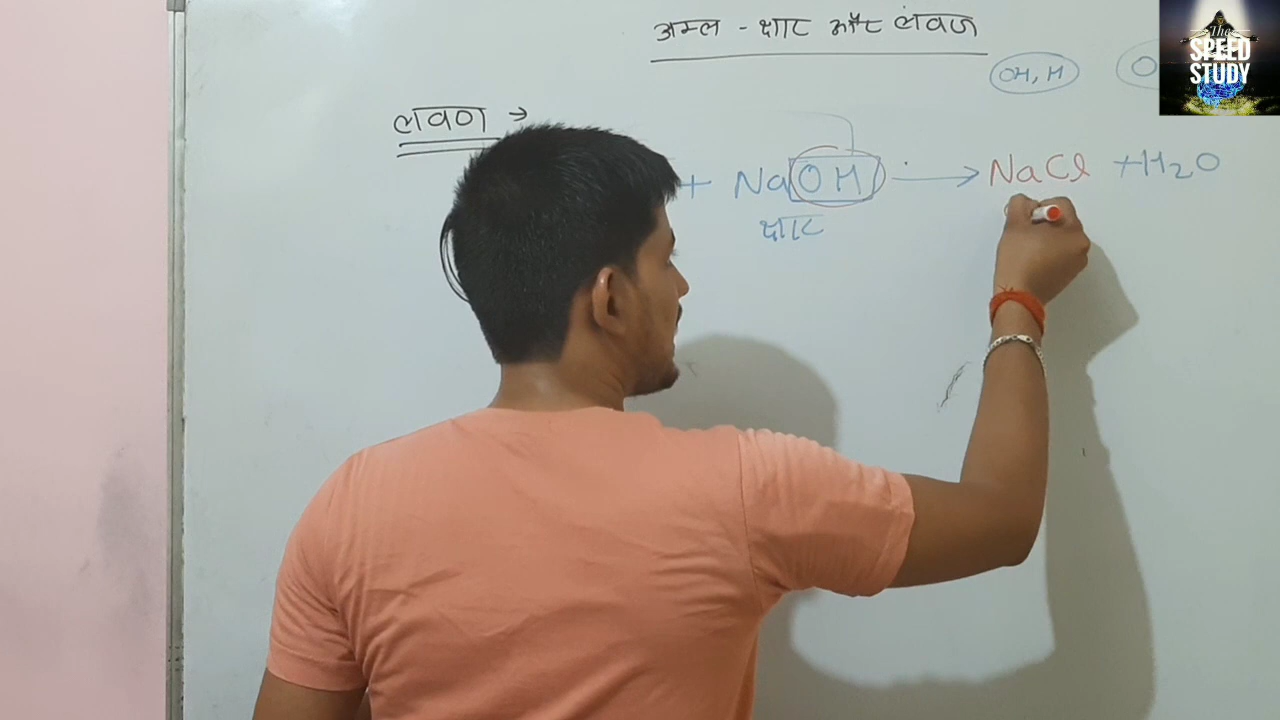 अम्ल - क्षार और लवण
The
SPEED
STUDY
OH, H
लवण →
+ NaOH → NaCl + H₂O
क्षार